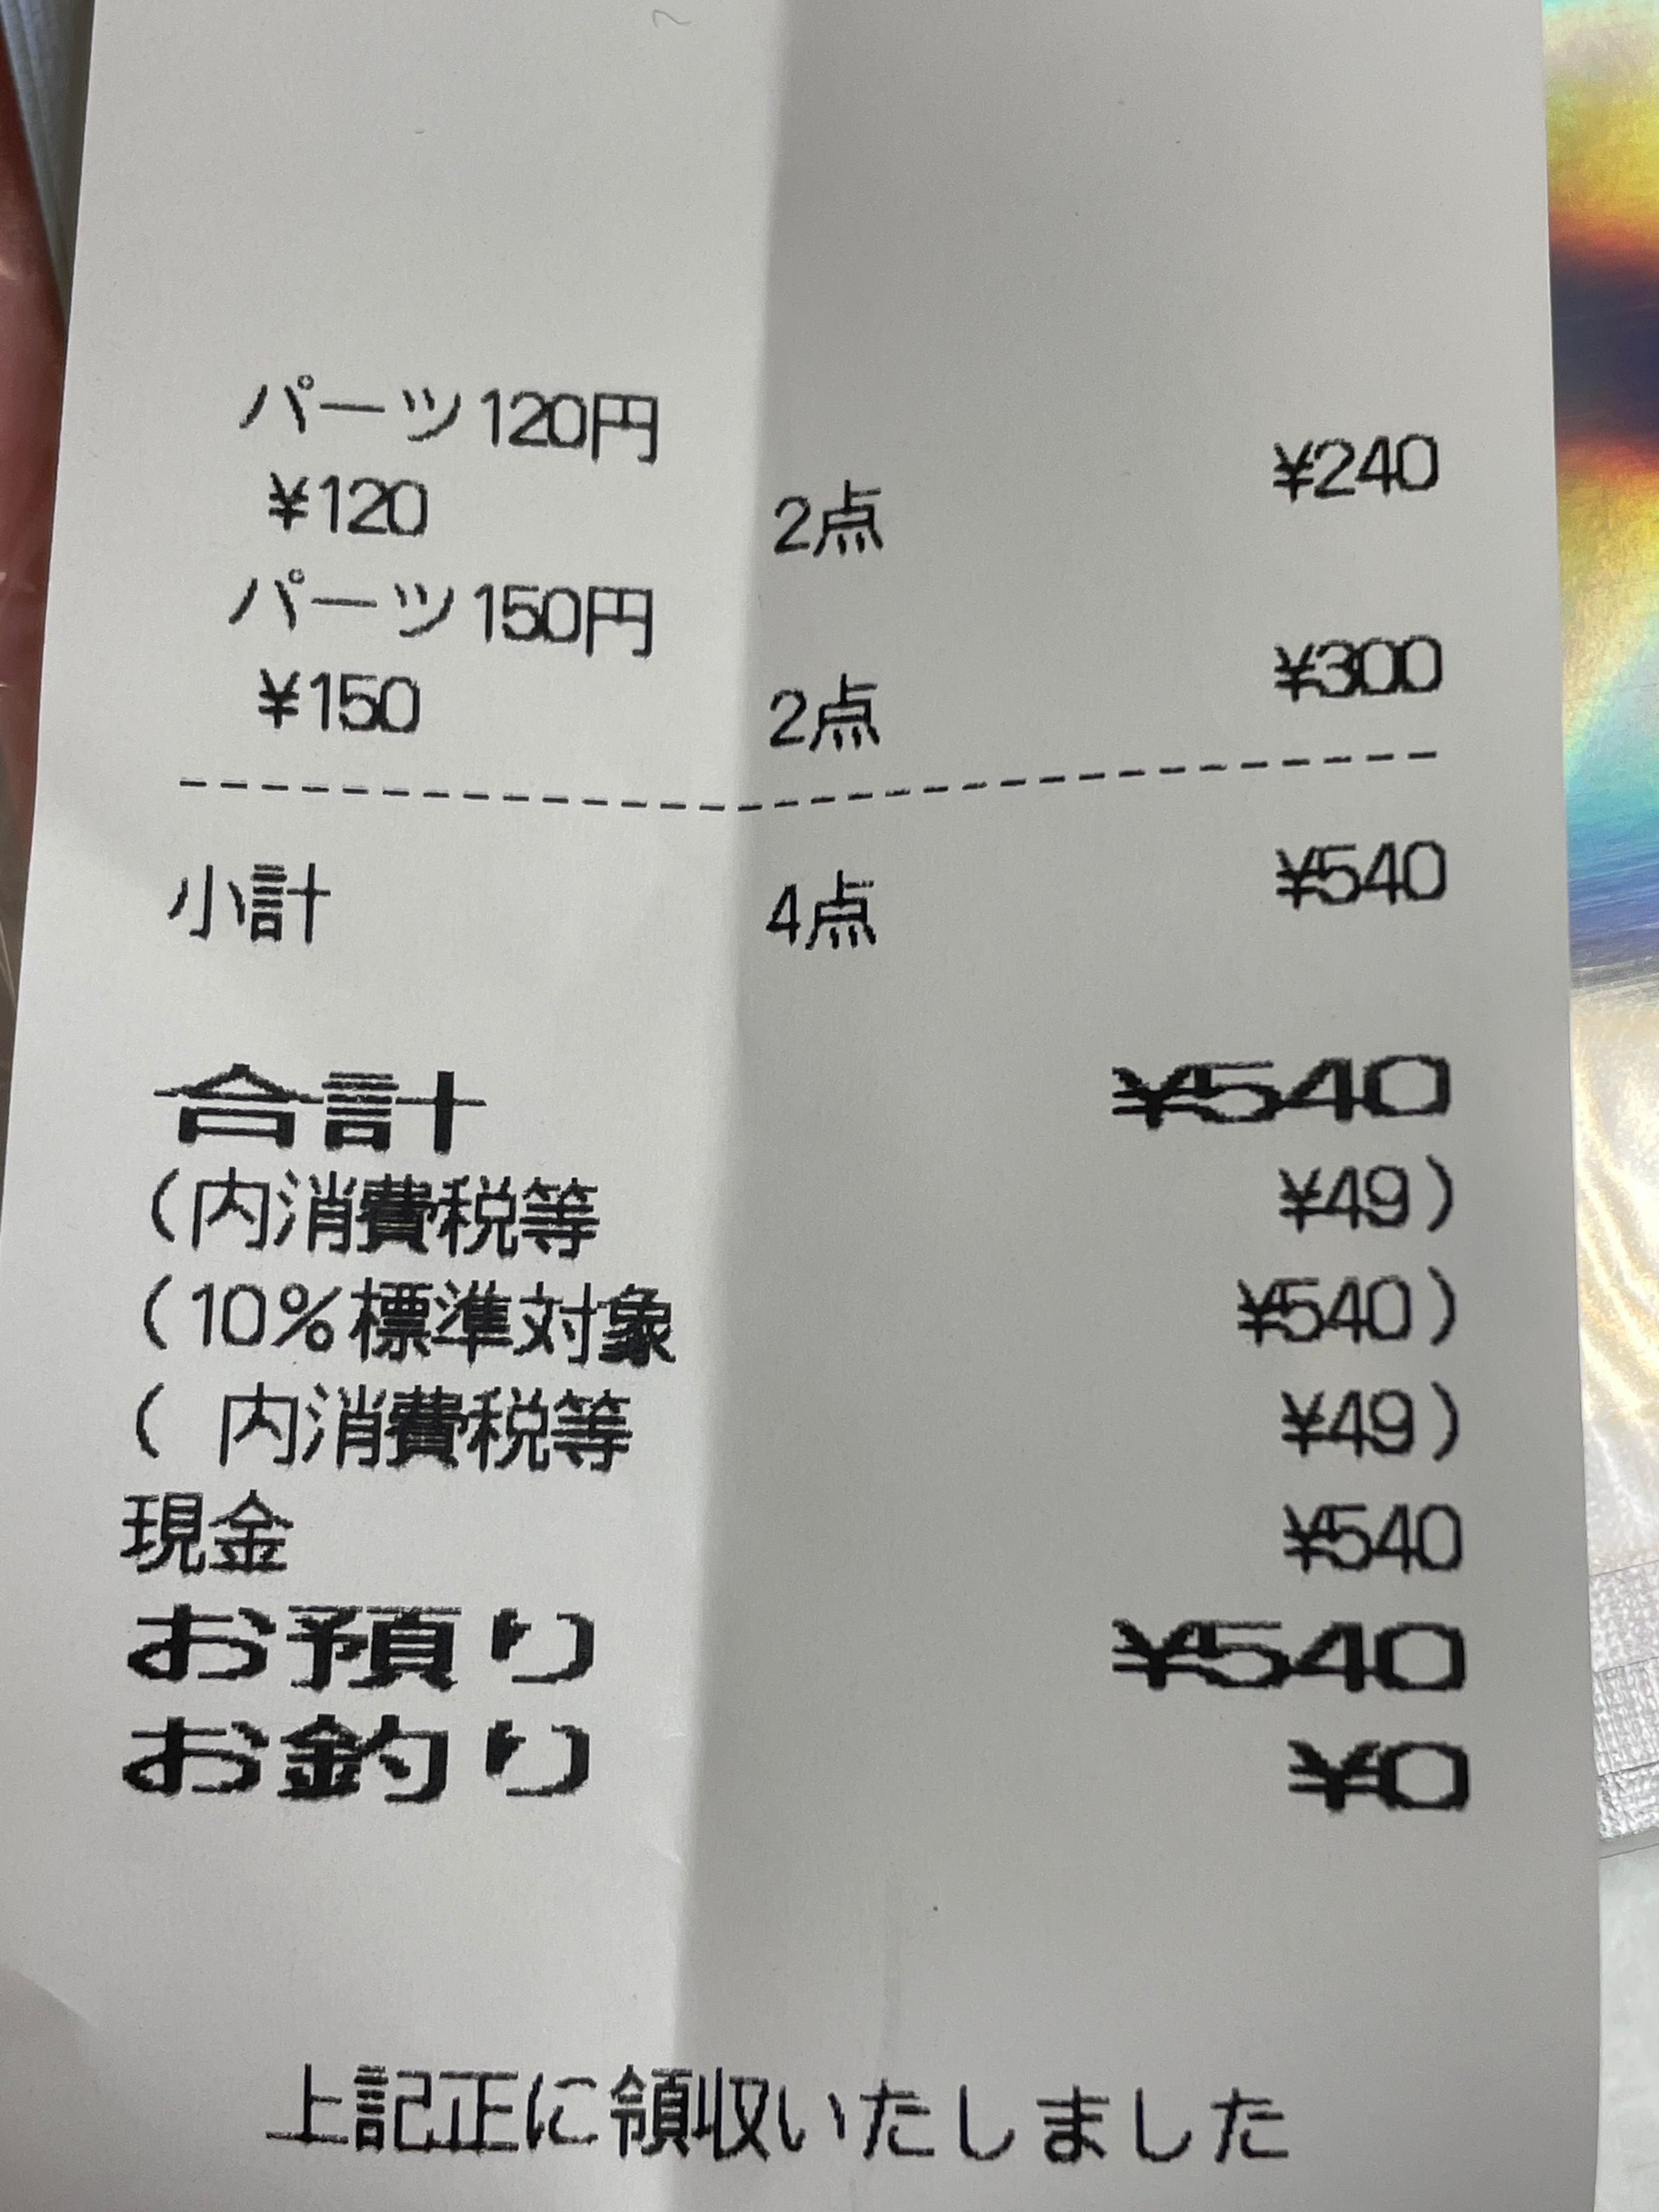 パーツ120円
¥120 2点 ¥240
パーツ150円
¥150 2点 ¥300
小計 4点 ¥540
合計 ¥540
(内消費税等 ¥49)
(10%標準対象 ¥540)
( 内消費税等 ¥49)
現金 ¥540
お預り ¥540
お釣り ¥0
上記正に領収いたしました